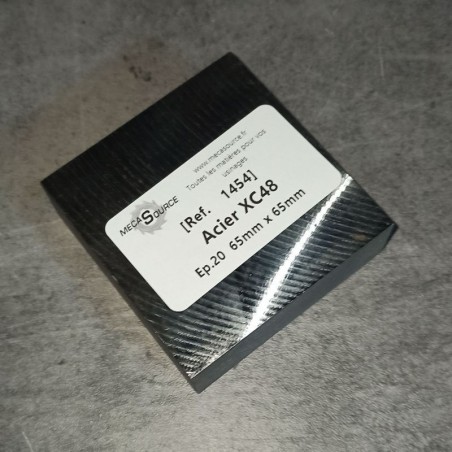 MECASOURCE
www.mecasource.fr
Toutes les matières pour vos
usinages
[Ref. 1454]
Acier XC48
Ep.20 65mm x 65mm